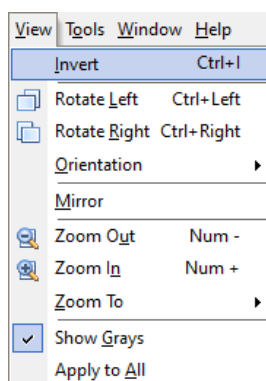 View Tools Window Help
Invert Ctrl+I
Rotate Left Ctrl+Left
Rotate Right Ctrl+Right
Orientation
Mirror
Zoom Out Num -
Zoom In Num +
Zoom To
Show Grays
Apply to All